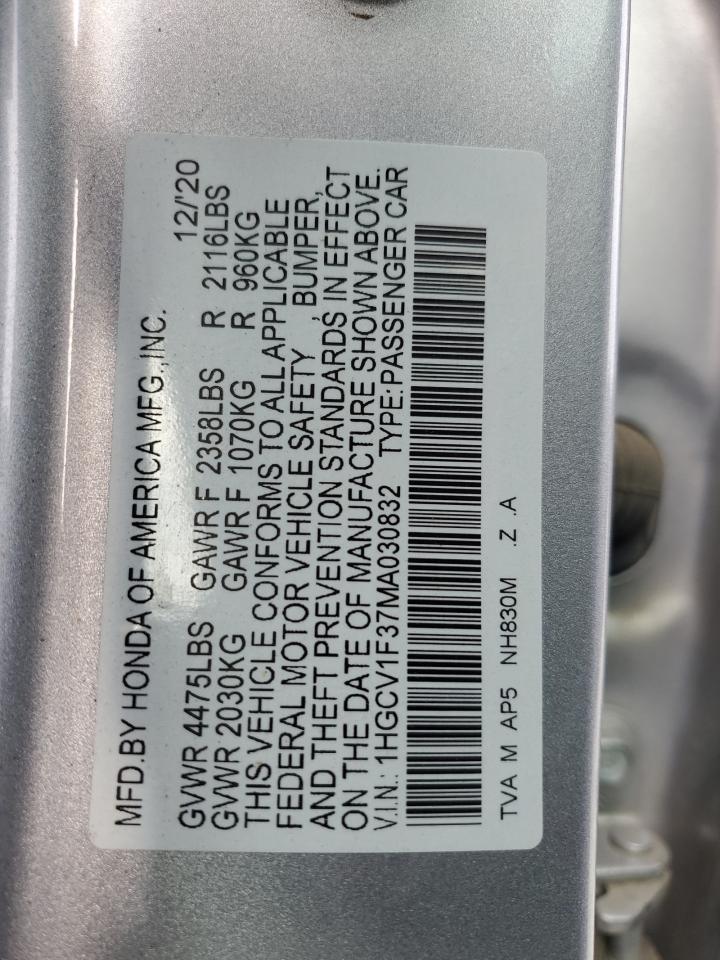 MFD.BY HONDA OF AMERICA MFG.,INC. 12/'20
GVWR 4475LBS GAWR F 2358LBS R 2116LBS
GVWR 2030KG GAWR F 1070KG R 960KG
THIS VEHICLE CONFORMS TO ALL APPLICABLE
FEDERAL MOTOR VEHICLE SAFETY , BUMPER,
AND THEFT PREVENTION STANDARDS IN EFFECT
ON THE DATE OF MANUFACTURE SHOWN ABOVE.
V.I.N.: 1HGCV1F37MA030832 TYPE:PASSENGER CAR
TVA M AP5 NH830M .Z .A